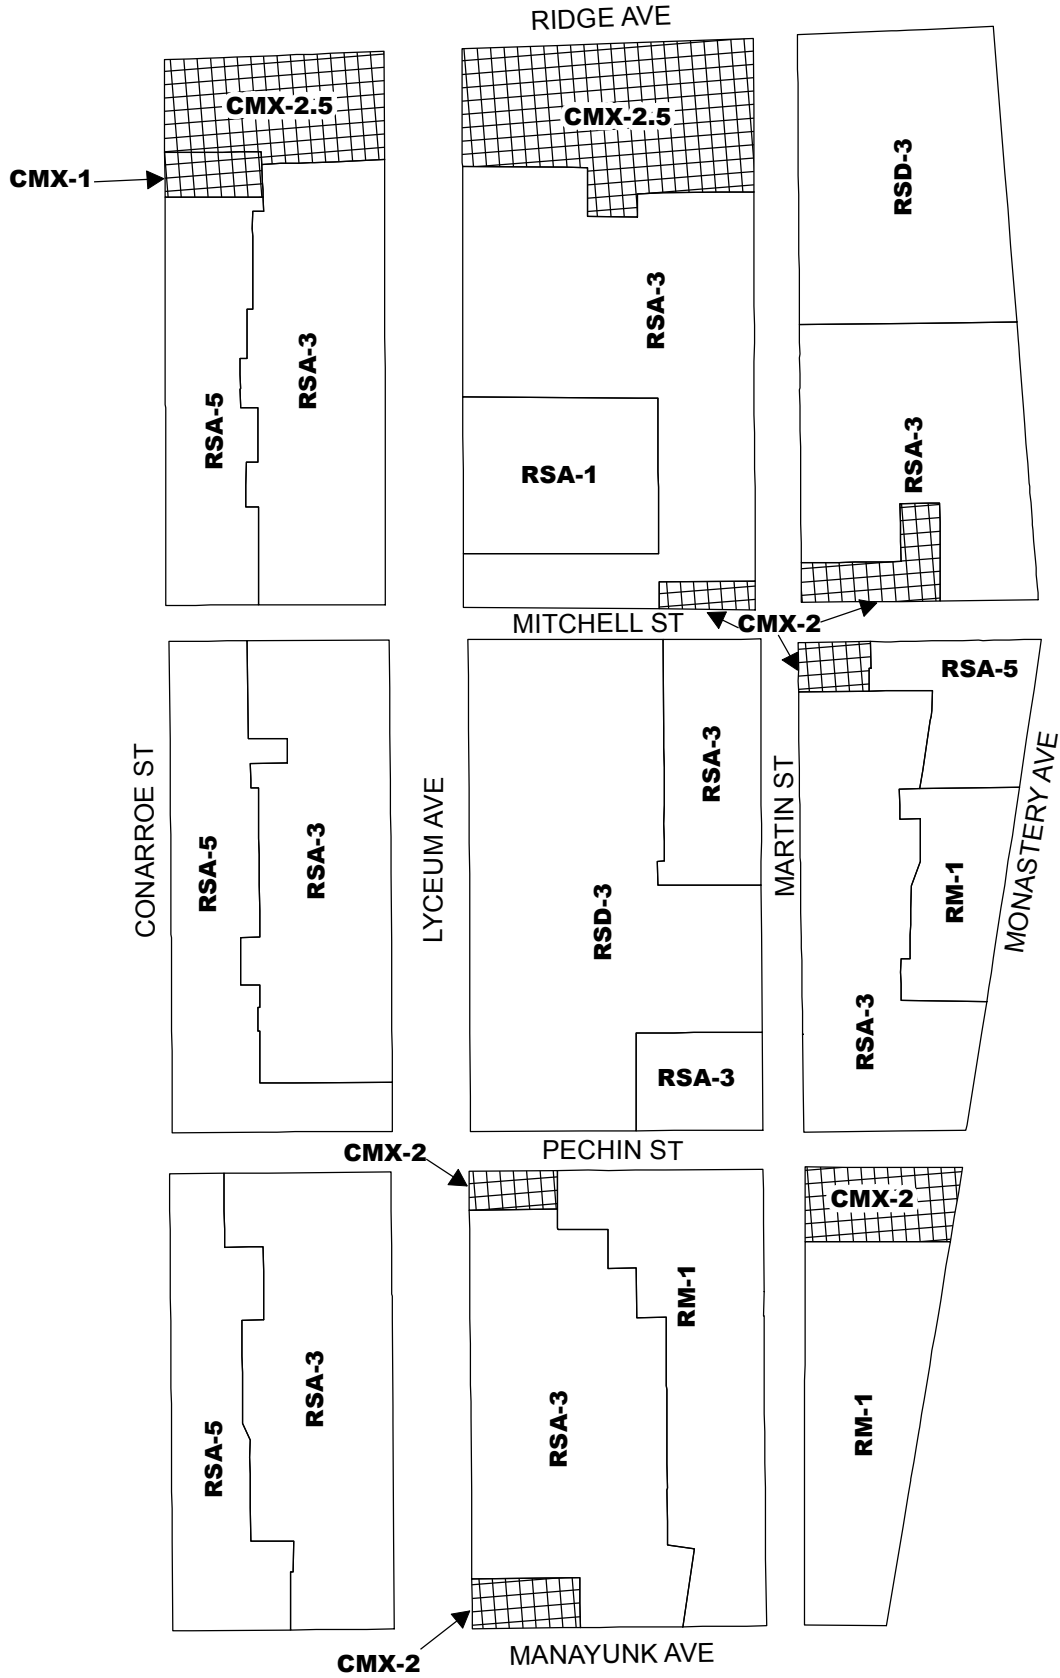 RIDGE AVE
CMX-2.5
CMX-2.5
CMX-1
RSD-3
RSA-3
RSA-3
RSA-5
RSA-1
RSA-3
MITCHELL ST
CMX-2
RSA-5
CONARROE ST
RSA-5
RSA-3
LYCEUM AVE
RSD-3
RSA-3
MARTIN ST
RM-1
MONASTERY AVE
RSA-3
RSA-3
PECHIN ST
CMX-2
CMX-2
RM-1
RSA-3
RSA-5
RSA-3
RM-1
CMX-2
MANAYUNK AVE